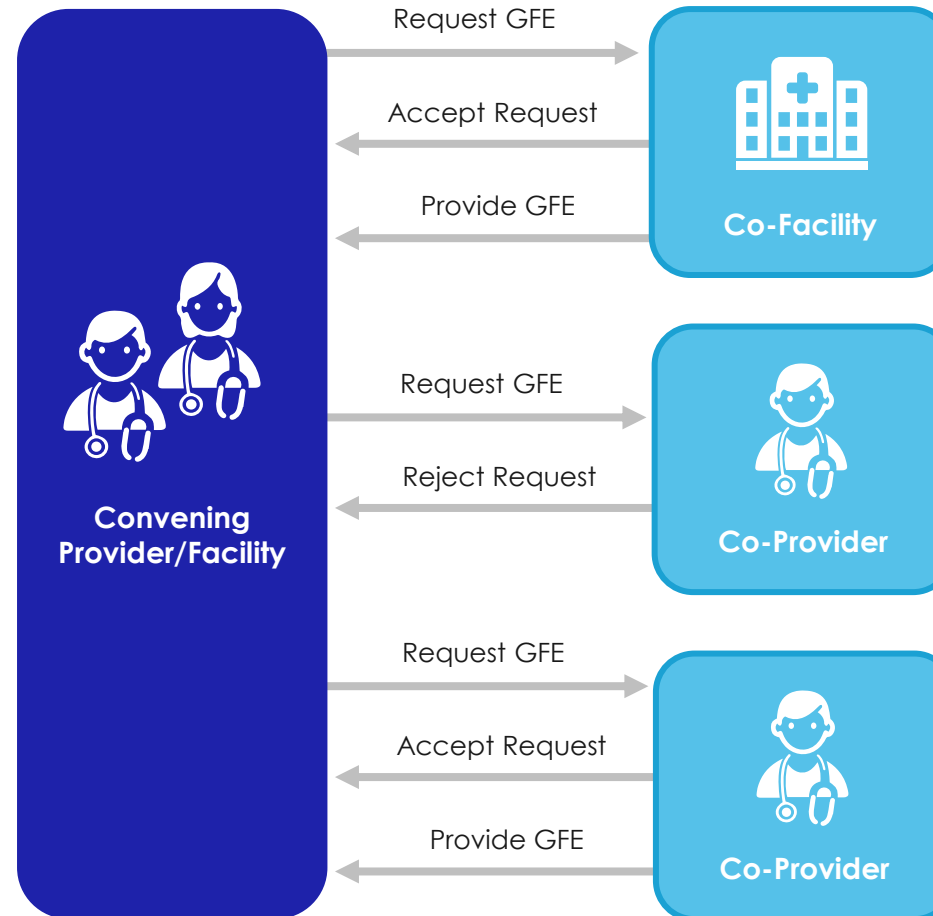 Request GFE
Accept Request
Provide GFE
Co-Facility
Convening
Provider/Facility
Request GFE
Reject Request
Co-Provider
Request GFE
Accept Request
Provide GFE
Co-Provider